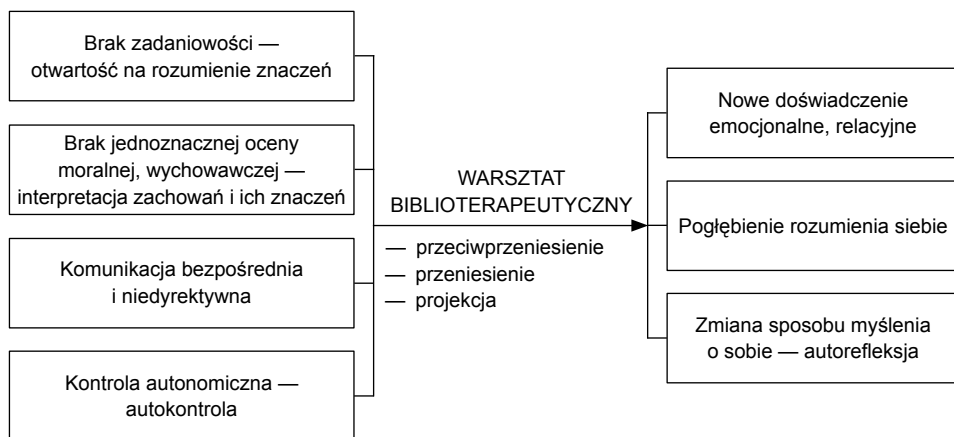 Brak zadaniowości —
otwartość na rozumienie znaczeń
Brak jednoznacznej oceny
moralnej, wychowawczej —
interpretacja zachowań i ich znaczeń
Komunikacja bezpośrednia
i niedyrektywna
Kontrola autonomiczna —
autokontrola
WARSZTAT
BIBLIOTERAPEUTYCZNY
— przeciwprzeniesienie
— przeniesienie
— projekcja
Nowe doświadczenie
emocjonalne, relacyjne
Pogłębienie rozumienia siebie
Zmiana sposobu myślenia
o sobie — autorefleksja